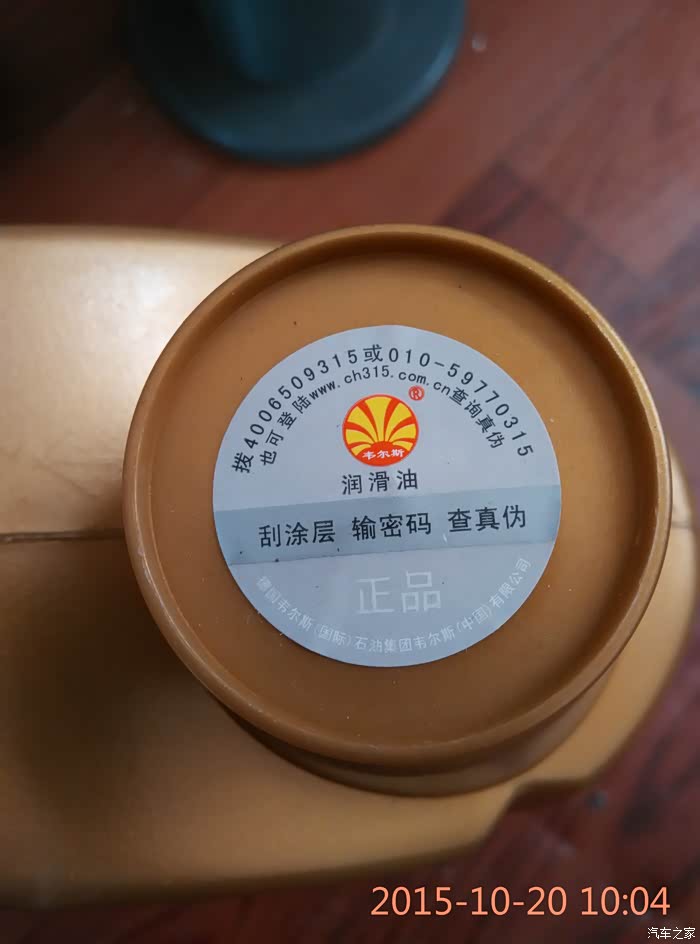 拨4006509315或010-59770315
也可登陆www.ch315.com.cn查询真伪
®
韦尔斯
润滑油
刮涂层 输密码 查真伪
正品
德国韦尔斯(国际)石油集团韦尔斯(中国)有限公司
2015-10-20 10:04
汽车之家